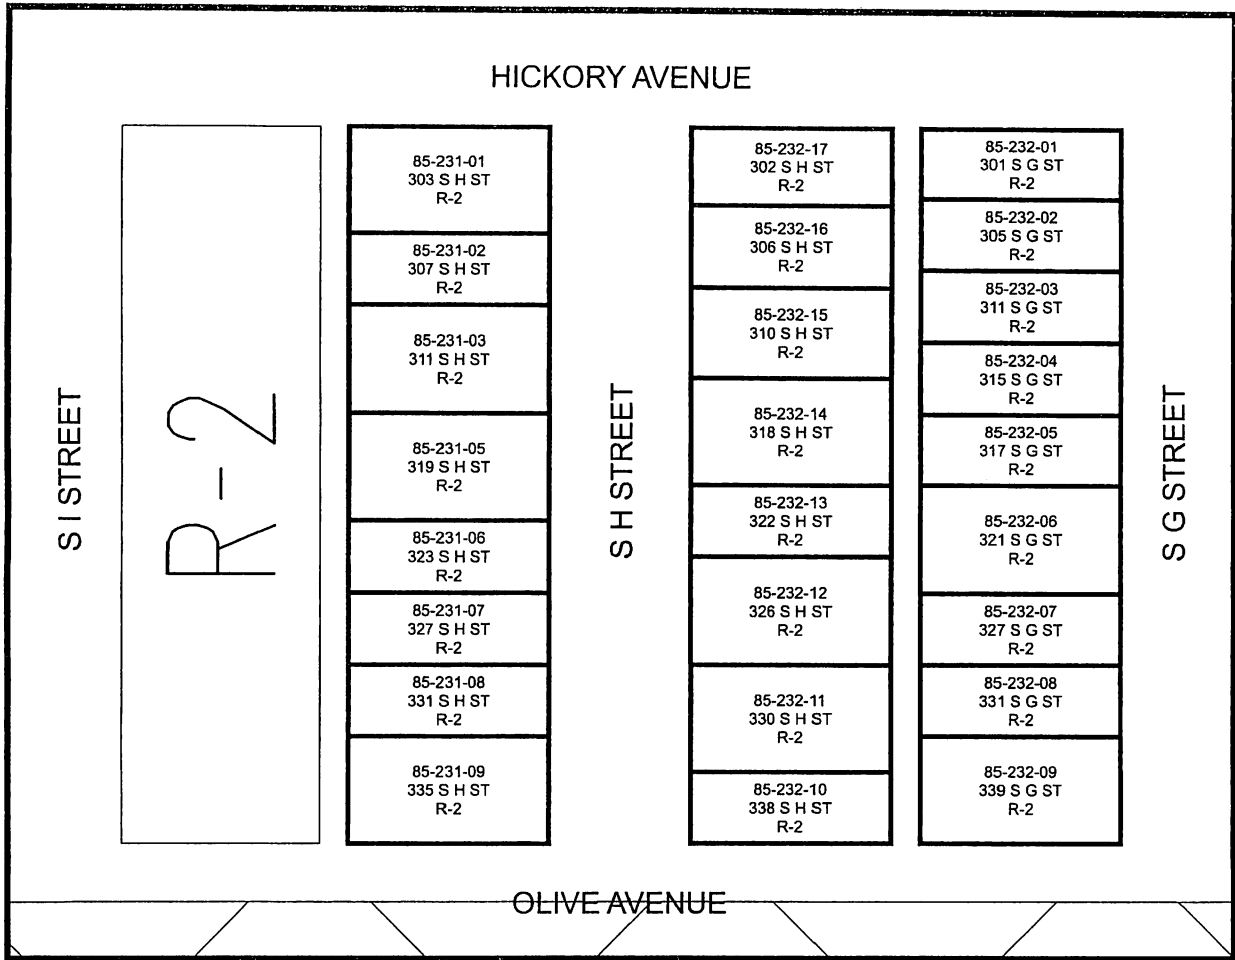 HICKORY AVENUE
S I STREET
R-2
85-231-01
303 S H ST
R-2
85-231-02
307 S H ST
R-2
85-231-03
311 S H ST
R-2
85-231-05
319 S H ST
R-2
85-231-06
323 S H ST
R-2
85-231-07
327 S H ST
R-2
85-231-08
331 S H ST
R-2
85-231-09
335 S H ST
R-2
S H STREET
85-232-17
302 S H ST
R-2
85-232-16
306 S H ST
R-2
85-232-15
310 S H ST
R-2
85-232-14
318 S H ST
R-2
85-232-13
322 S H ST
R-2
85-232-12
326 S H ST
R-2
85-232-11
330 S H ST
R-2
85-232-10
338 S H ST
R-2
85-232-01
301 S G ST
R-2
85-232-02
305 S G ST
R-2
85-232-03
311 S G ST
R-2
85-232-04
315 S G ST
R-2
85-232-05
317 S G ST
R-2
85-232-06
321 S G ST
R-2
85-232-07
327 S G ST
R-2
85-232-08
331 S G ST
R-2
85-232-09
339 S G ST
R-2
S G STREET
OLIVE AVENUE